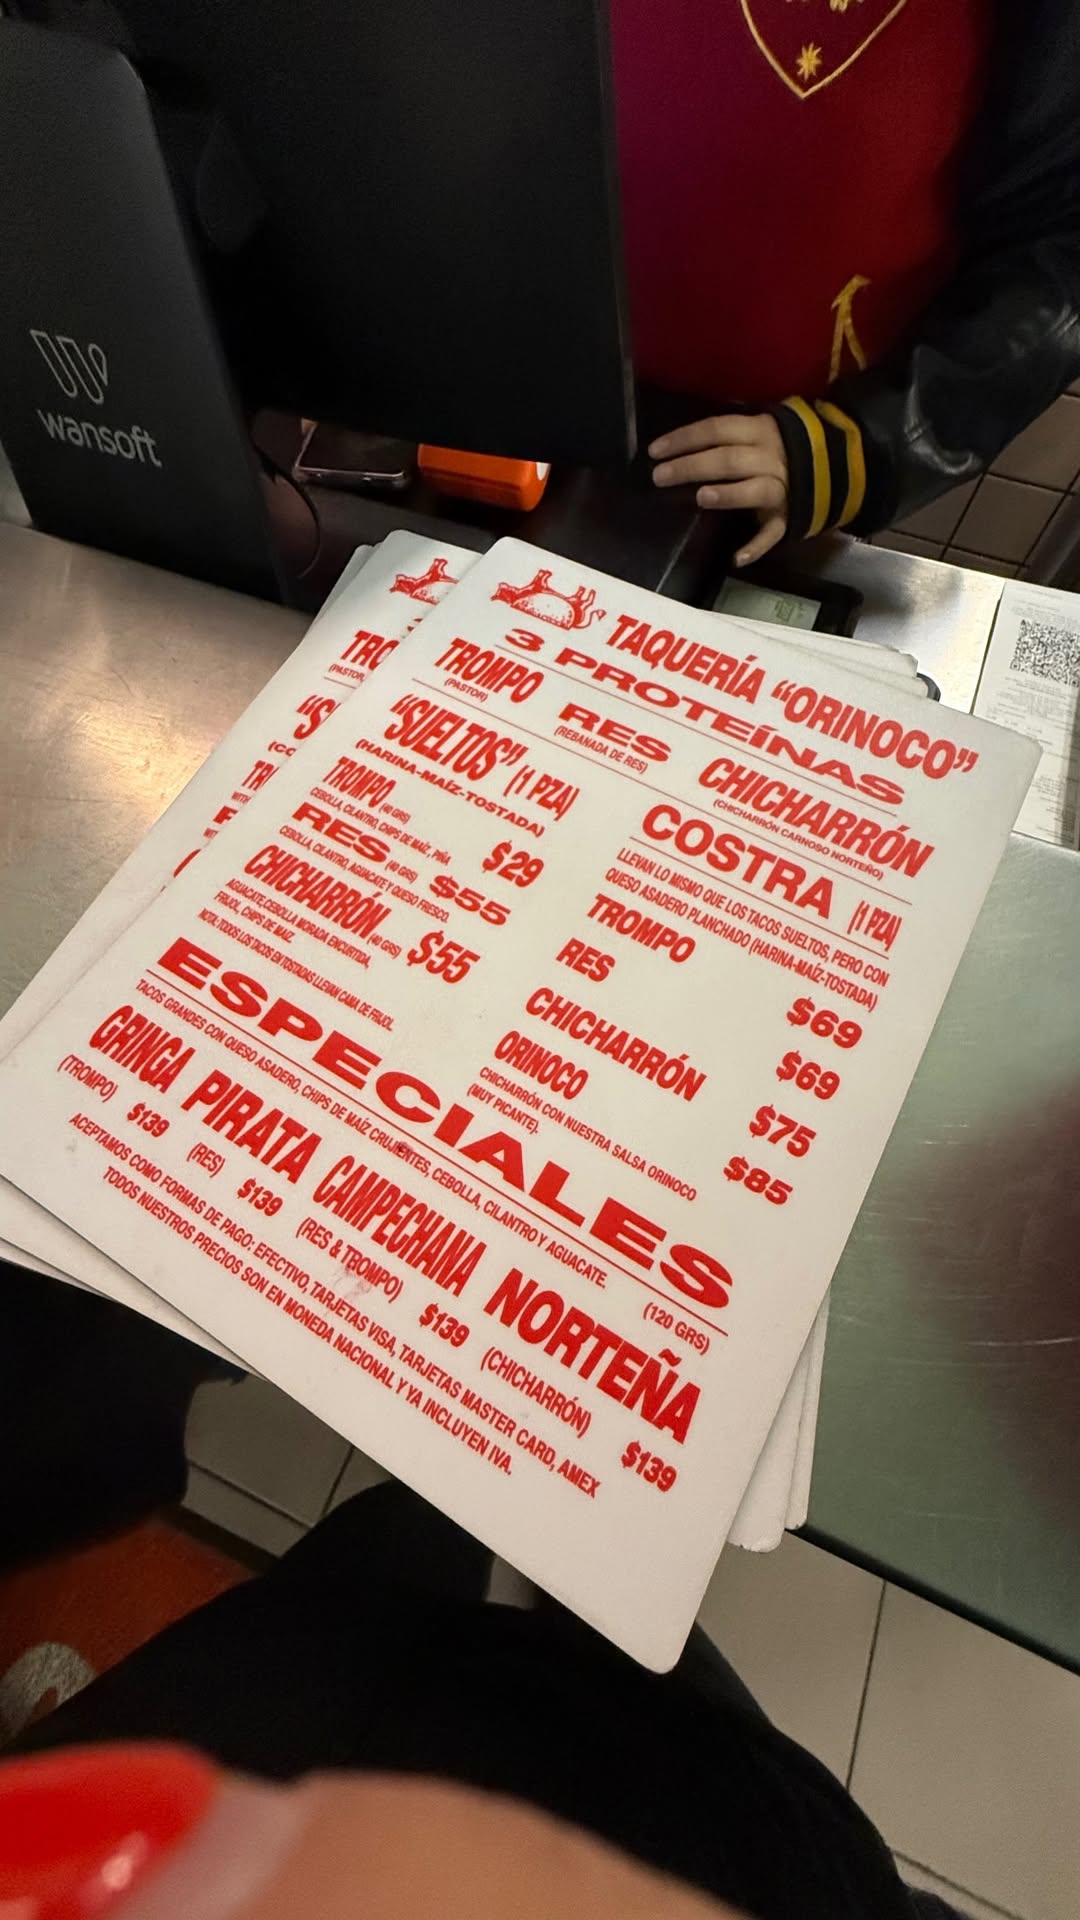 wansoft
TAQUERÍA “ORINOCO”
3 PROTEÍNAS
TROMPO
(PASTOR)
RES
(REBANADA DE RES)
CHICHARRÓN
(CHICHARRÓN CARNOSO NORTEÑO)
“SUELTOS” (1 PZA)
(HARINA-MAÍZ-TOSTADA)
TROMPO (40 GRS)
CEBOLLA, CILANTRO, CHIPS DE MAÍZ, PIÑA
$29
RES (40 GRS) $55
CEBOLLA, CILANTRO, AGUACATE Y QUESO FRESCO.
CHICHARRÓN (40 GRS) $55
AGUACATE, CEBOLLA MORADA ENCURTIDA,
FRIJOL, CHIPS DE MAIZ.
NOTA: TODOS LOS TACOS EN TOSTADAS LLEVAN CAMA DE FRIJOL.
COSTRA (1 PZA)
LLEVAN LO MISMO QUE LOS TACOS SUELTOS, PERO CON
QUESO ASADERO PLANCHADO (HARINA-MAÍZ-TOSTADA)
TROMPO $69
RES $69
CHICHARRÓN $75
ORINOCO $85
CHICHARRÓN CON NUESTRA SALSA ORINOCO
(MUY PICANTE).
ESPECIALES
(120 GRS)
TACOS GRANDES CON QUESO ASADERO, CHIPS DE MAÍZ CRUJIENTES, CEBOLLA, CILANTRO Y AGUACATE.
GRINGA PIRATA CAMPECHANA NORTEÑA
(TROMPO) $139 (RES) $139 (RES & TROMPO) $139 (CHICHARRÓN) $139
ACEPTAMOS COMO FORMAS DE PAGO: EFECTIVO, TARJETAS VISA, TARJETAS MASTER CARD, AMEX
TODOS NUESTROS PRECIOS SON EN MONEDA NACIONAL Y YA INCLUYEN IVA.
TRO
(PASTOR,
“S